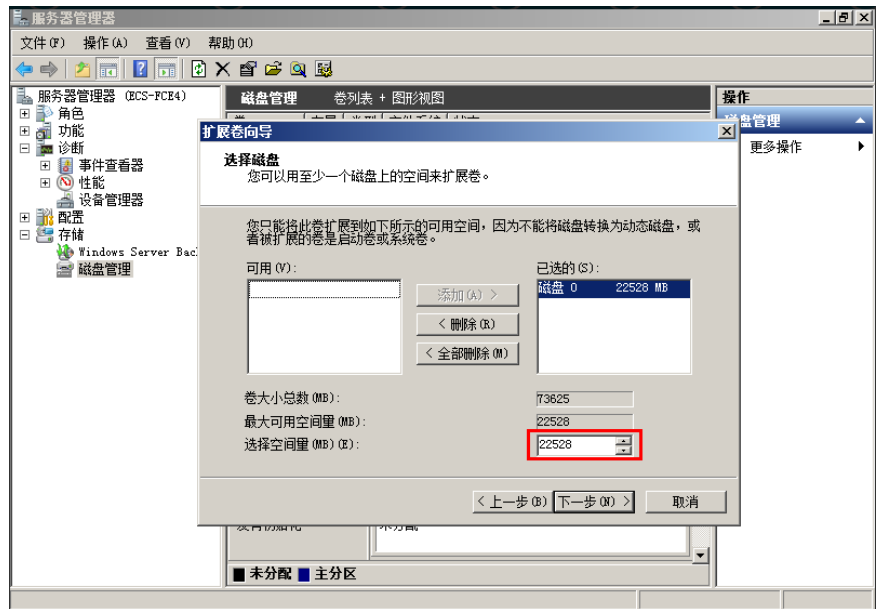 服务器管理器
文件(F) 操作(A) 查看(V) 帮助(H)
服务器管理器 (ECS-FCE4)
角色
功能
诊断
事件查看器
性能
设备管理器
配置
存储
Windows Server Bac
磁盘管理
磁盘管理 卷列表 + 图形视图
操作
磁盘管理
更多操作
扩展卷向导
选择磁盘
您可以用至少一个磁盘上的空间来扩展卷。
您只能将此卷扩展到如下所示的可用空间，因为不能将磁盘转换为动态磁盘，或
者被扩展的卷是启动卷或系统卷。
可用(V):
已选的(S):
添加(A) >
磁盘 0 22528 MB
< 删除(R)
< 全部删除(M)
卷大小总数(MB): 73625
最大可用空间量(MB): 22528
选择空间量(MB)(E): 22528
< 上一步(B) 下一步(N) > 取消
未分配 主分区